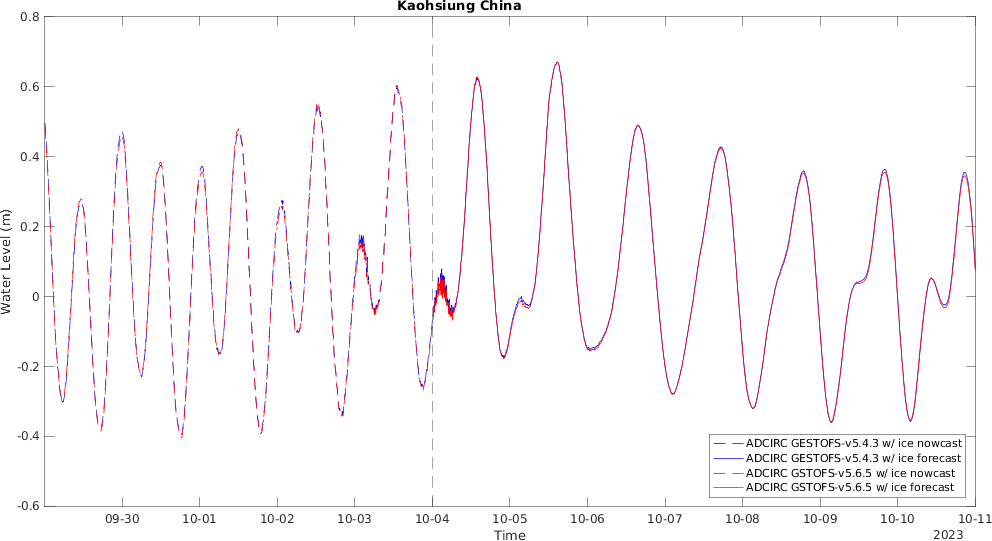 Kaohsiung China
0.8
0.6
0.4
0.2
0
-0.2
-0.4
-0.6
Water Level (m)
ADCIRC GESTOFS-v5.4.3 w/ ice nowcast
ADCIRC GESTOFS-v5.4.3 w/ ice forecast
ADCIRC GSTOFS-v5.6.5 w/ ice nowcast
ADCIRC GSTOFS-v5.6.5 w/ ice forecast
09-30 10-01 10-02 10-03 10-04 10-05 10-06 10-07 10-08 10-09 10-10 10-11
Time
2023